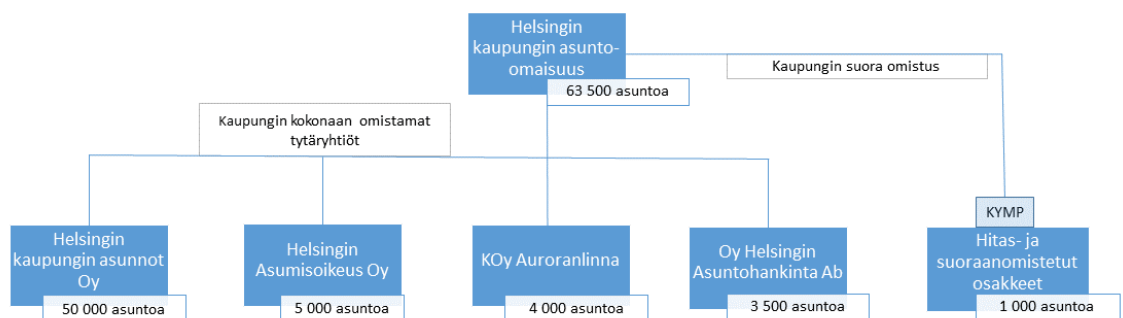 Helsingin
kaupungin asunto-
omaisuus
63 500 asuntoa
Kaupungin suora omistus
Kaupungin kokonaan omistamat
tytäryhtiöt
KYMP
Helsingin
kaupungin asunnot
Oy
50 000 asuntoa
Helsingin
Asumisoikeus Oy
5 000 asuntoa
KOy Auroranlinna
4 000 asuntoa
Oy Helsingin
Asuntohankinta Ab
3 500 asuntoa
Hitas- ja
suoraanomistetut
osakkeet
1 000 asuntoa